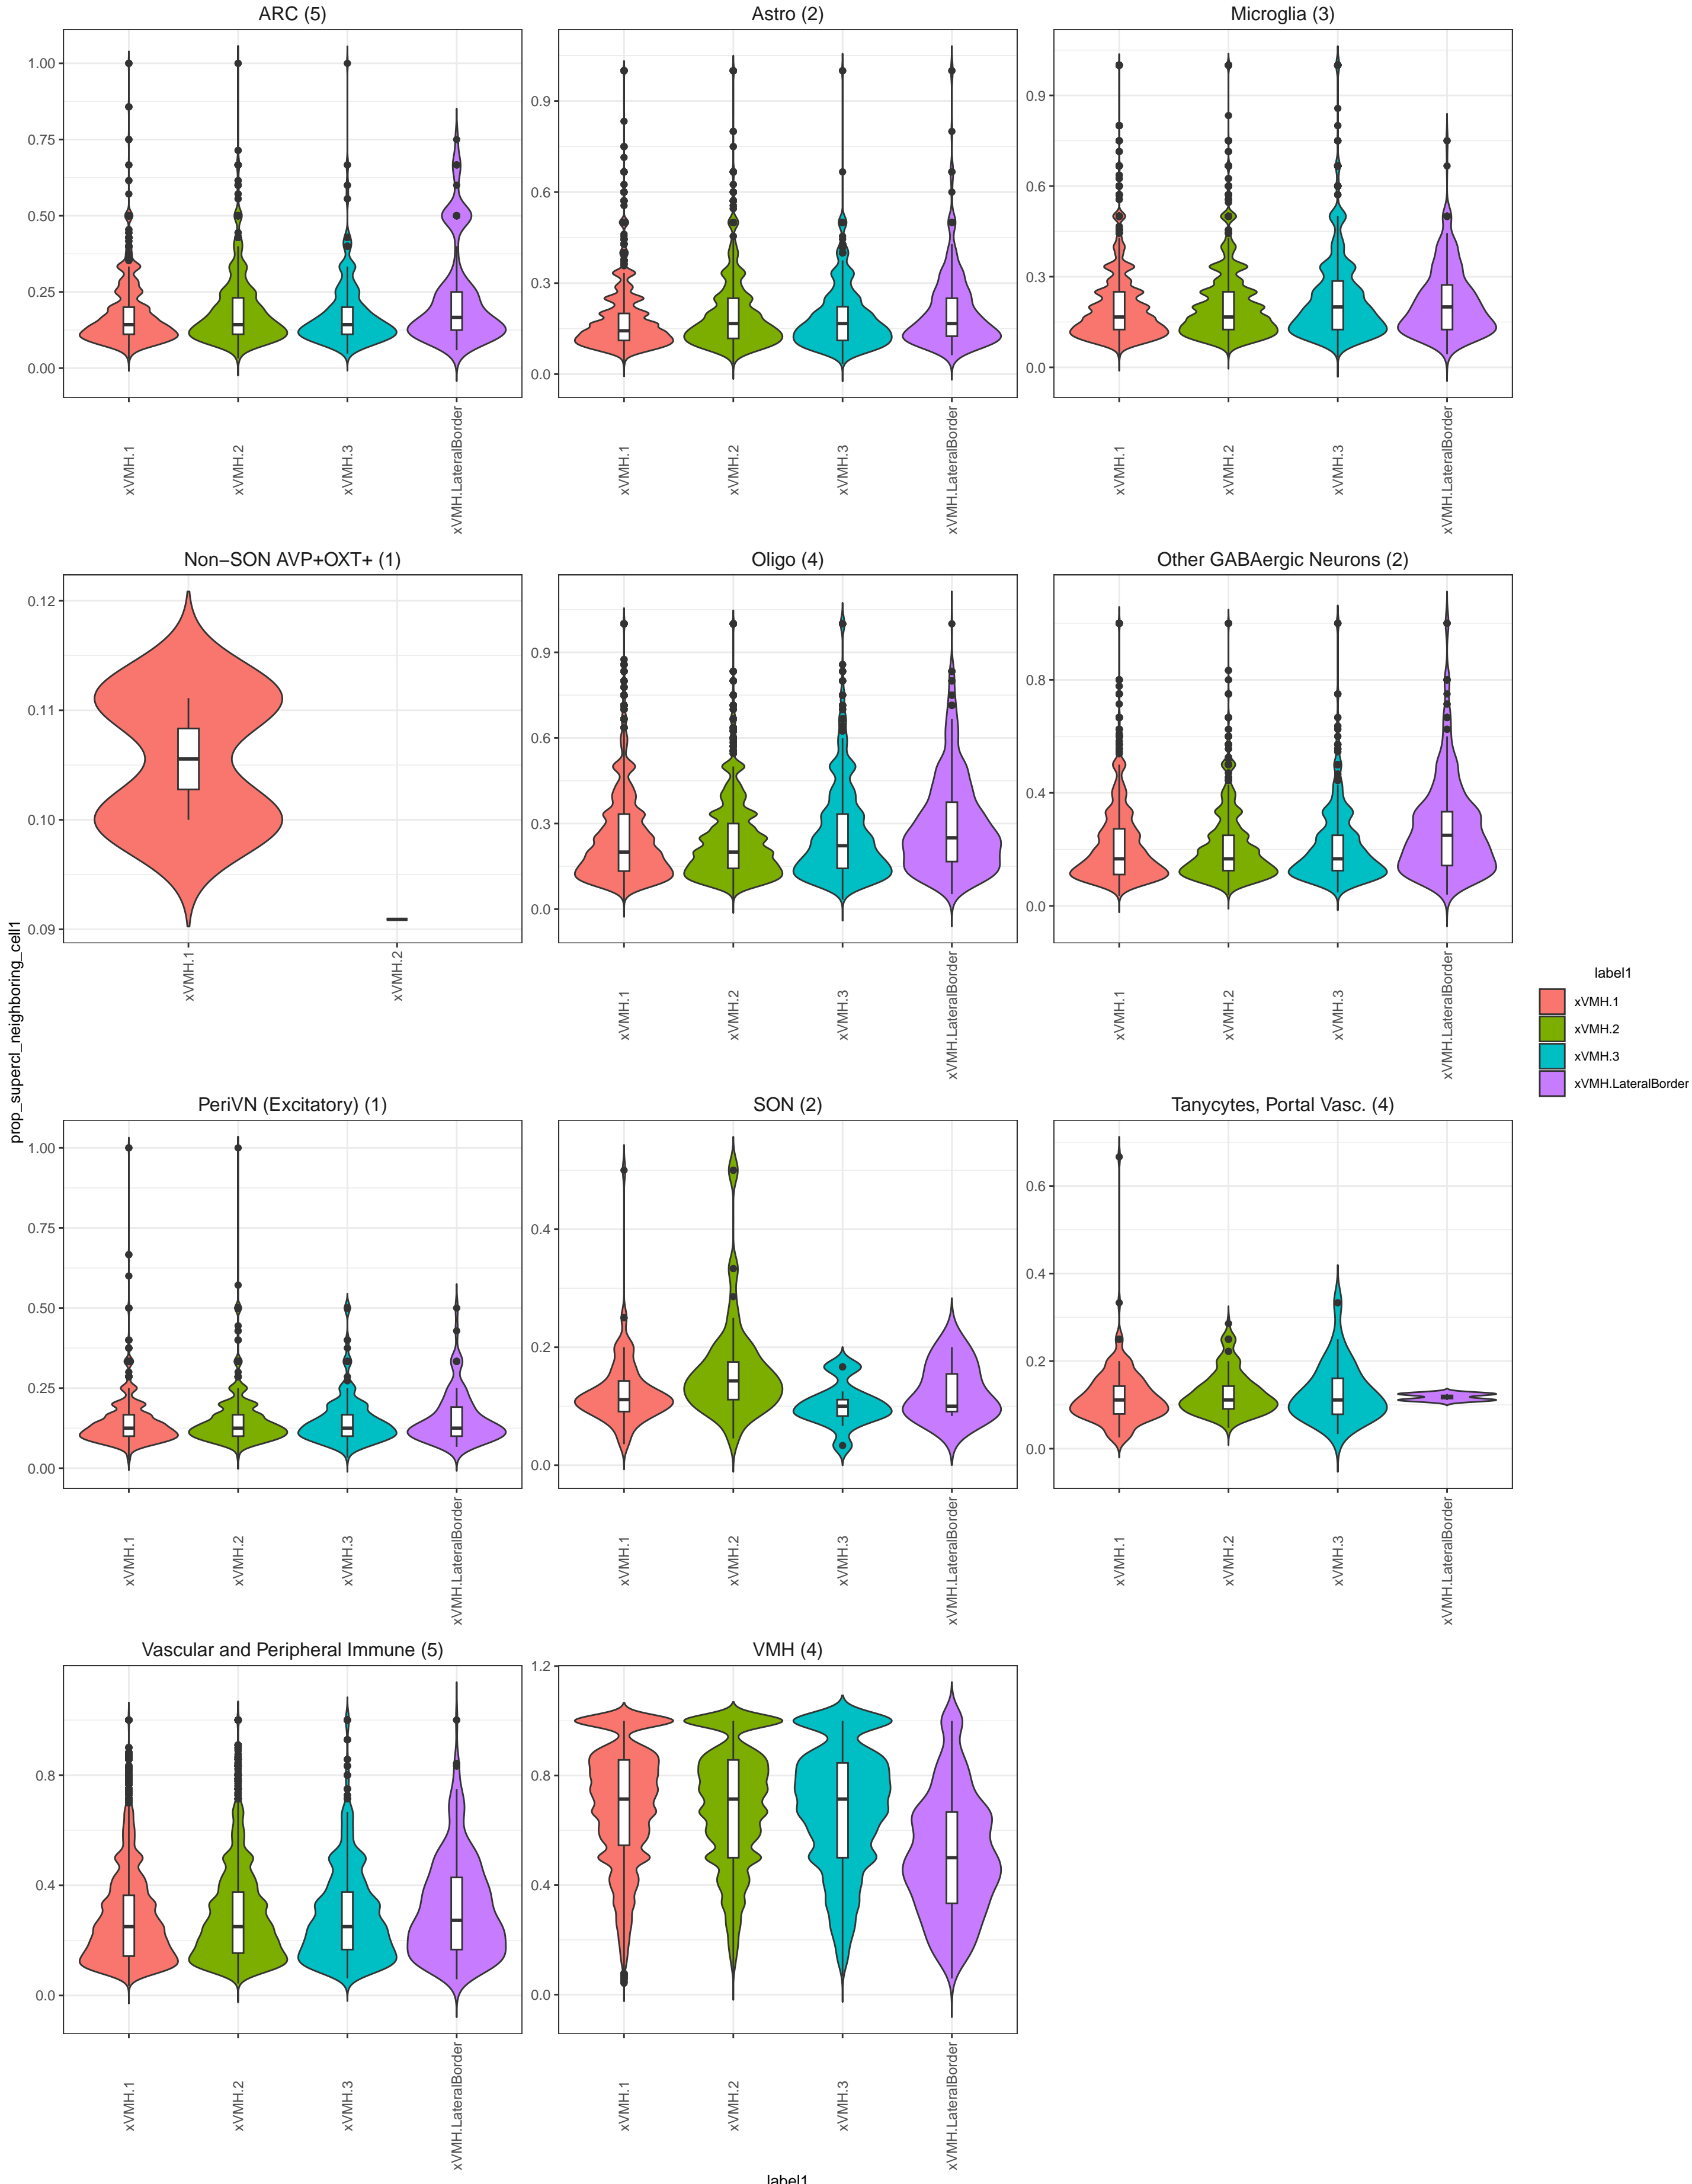 ARC (5)
Astro (2)
Microglia (3)
1.00
0.75
0.50
0.25
0.00
0.9
0.6
0.3
0.0
0.9
0.6
0.3
0.0
xVMH.1
xVMH.2
xVMH.3
xVMH.LateralBorder
xVMH.1
xVMH.2
xVMH.3
xVMH.LateralBorder
xVMH.1
xVMH.2
xVMH.3
xVMH.LateralBorder
Non−SON AVP+OXT+ (1)
Oligo (4)
Other GABAergic Neurons (2)
0.12
0.11
0.10
0.09
0.9
0.6
0.3
0.0
0.8
0.4
0.0
xVMH.1
xVMH.2
xVMH.1
xVMH.2
xVMH.3
xVMH.LateralBorder
xVMH.1
xVMH.2
xVMH.3
xVMH.LateralBorder
prop_supercl_neighboring_cell1
label1
xVMH.1
xVMH.2
xVMH.3
xVMH.LateralBorder
PeriVN (Excitatory) (1)
SON (2)
Tanycytes, Portal Vasc. (4)
1.00
0.75
0.50
0.25
0.00
0.4
0.2
0.0
0.6
0.4
0.2
0.0
xVMH.1
xVMH.2
xVMH.3
xVMH.LateralBorder
xVMH.1
xVMH.2
xVMH.3
xVMH.LateralBorder
xVMH.1
xVMH.2
xVMH.3
xVMH.LateralBorder
Vascular and Peripheral Immune (5)
VMH (4)
0.8
0.4
0.0
1.2
0.8
0.4
0.0
xVMH.1
xVMH.2
xVMH.3
xVMH.LateralBorder
xVMH.1
xVMH.2
xVMH.3
xVMH.LateralBorder
label1